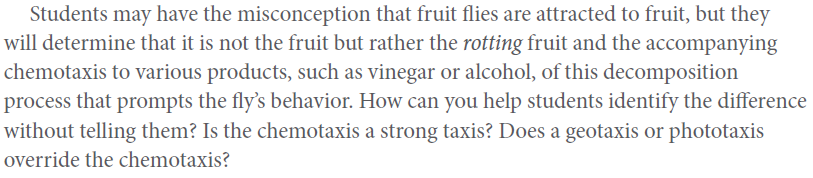 Students may have the misconception that fruit flies are attracted to fruit, but they
will determine that it is not the fruit but rather the rotting fruit and the accompanying
chemotaxis to various products, such as vinegar or alcohol, of this decomposition
process that prompts the fly’s behavior. How can you help students identify the difference
without telling them? Is the chemotaxis a strong taxis? Does a geotaxis or phototaxis
override the chemotaxis?